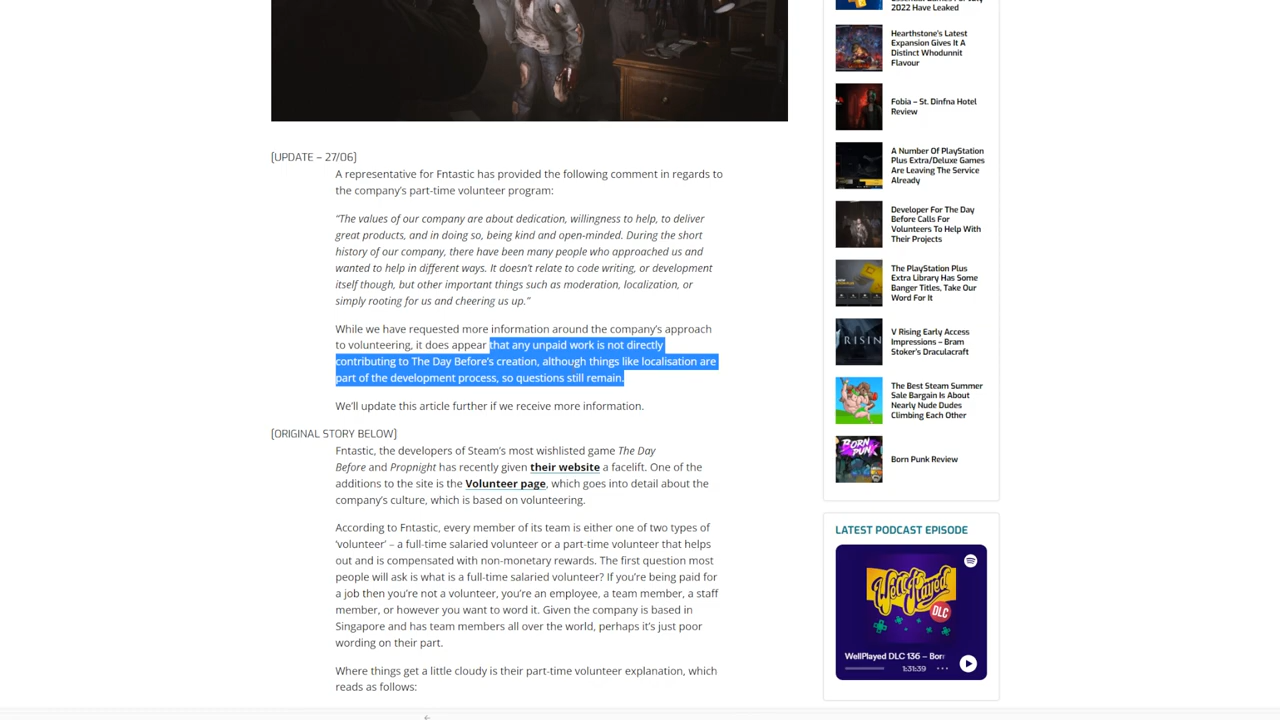 [UPDATE – 27/06]
A representative for Fntastic has provided the following comment in regards to
the company's part-time volunteer program:
“The values of our company are about dedication, willingness to help, to deliver
great products, and in doing so, being kind and open-minded. During the short
history of our company, there have been many people who approached us and
wanted to help in different ways. It doesn't relate to code writing, or development
itself though, but other important things such as moderation, localization, or
simply rooting for us and cheering us up.”
While we have requested more information around the company's approach
to volunteering, it does appear that any unpaid work is not directly
contributing to The Day Before's creation, although things like localisation are
part of the development process, so questions still remain.
We'll update this article further if we receive more information.
[ORIGINAL STORY BELOW]
Fntastic, the developers of Steam's most wishlisted game The Day
Before and Propnight has recently given their website a facelift. One of the
additions to the site is the Volunteer page, which goes into detail about the
company's culture, which is based on volunteering.
According to Fntastic, every member of its team is either one of two types of
‘volunteer’ – a full-time salaried volunteer or a part-time volunteer that helps
out and is compensated with non-monetary rewards. The first question most
people will ask is what is a full-time salaried volunteer? If you're being paid for
a job then you're not a volunteer, you're an employee, a team member, a staff
member, or however you want to word it. Given the company is based in
Singapore and has team members all over the world, perhaps it's just poor
wording on their part.
Where things get a little cloudy is their part-time volunteer explanation, which
reads as follows:
2022 Have Leaked
Hearthstone's Latest
Expansion Gives It A
Distinct Whodunnit
Flavour
Fobia – St. Dinfna Hotel
Review
A Number Of PlayStation
Plus Extra/Deluxe Games
Are Leaving The Service
Already
Developer For The Day
Before Calls For
Volunteers To Help With
Their Projects
The PlayStation Plus
Extra Library Has Some
Banger Titles, Take Our
Word For It
V Rising Early Access
Impressions – Bram
Stoker's Draculacraft
RISIN
The Best Steam Summer
Sale Bargain Is About
Nearly Nude Dudes
Climbing Each Other
BORN
PUNK
Born Punk Review
LATEST PODCAST EPISODE
Well Played
DLC
WellPlayed DLC 136 – Bor
1:31:39